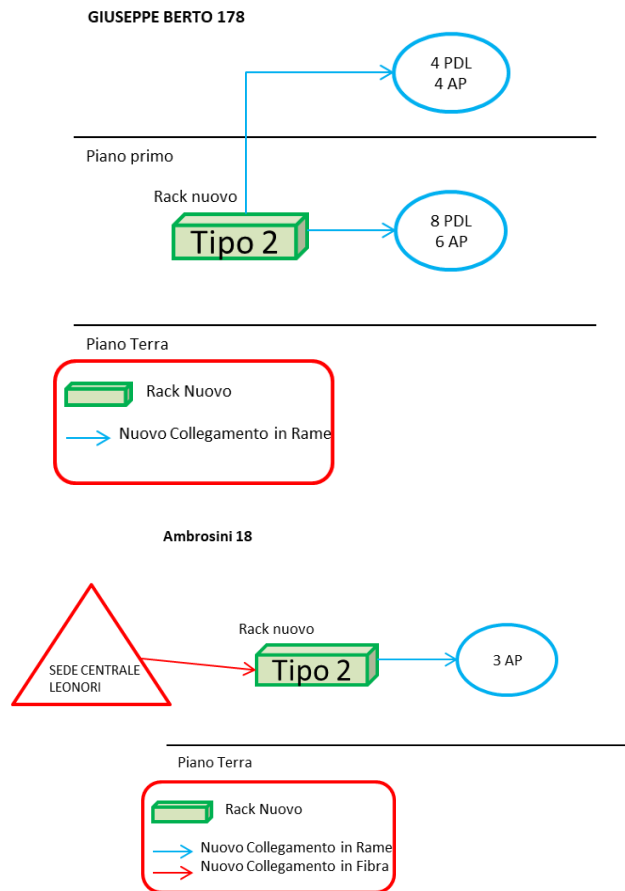 GIUSEPPE BERTO 178
4 PDL
4 AP
Piano primo
Rack nuovo
Tipo 2
8 PDL
6 AP
Piano Terra
Rack Nuovo
Nuovo Collegamento in Rame
Ambrosini 18
Rack nuovo
SEDE CENTRALE
LEONORI
Tipo 2
3 AP
Piano Terra
Rack Nuovo
Nuovo Collegamento in Rame
Nuovo Collegamento in Fibra